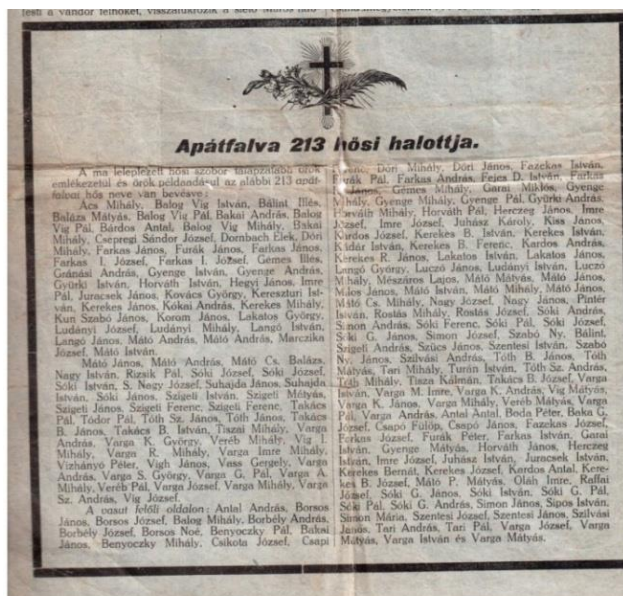 festi a vándor felhőket, visszatükrözik a
Apátfalva 213 hősi halottja.
A ma leleplezett hősi szobor talapzatába örök
emlékezetül és örök példaadásul az alábbi 213 apát-
falvai hős neve van bevésve:
Ács Mihály, Balog Vig István, Bálint Illés,
Balázs Mátyás, Balog Vig Pál, Bakai András, Balog
Vig Pál, Bárdos Antal, Balog Vig Mihály, Bakai
Mihály, Csepregi Sándor József, Dornbach Elek, Dóri
Mihály, Farkas János, Furák János, Farkas János,
Farkas I. József, Farkas I. József, Gémes Illés,
Gránási András, Gyenge István, Gyenge András,
Gyürki István, Horváth István, Hegyi János, Imre
Pál, Juracsek János, Kovács György, Kereszturi Ist-
ván, Kerekes János, Kókai András, Kerekes Mihály,
Kun Szabó János, Korom János, Lakatos György,
Ludányi József, Ludányi Mihály, Langó István,
Langó János, Mátó András, Mátó András, Marczika
József, Mátó István.
Mátó János, Mátó András, Mátó Cs. Balázs,
Nagy István, Rizsik Pál, Sóki József, Sóki József,
Sóki István, S. Nagy József, Suhajda János, Suhajda
István, Sóki János, Szigeti István, Szigeti Mátyás,
Szigeti János, Szigeti Ferenc, Szigeti Ferenc, Takács
Pál, Tódor Pál, Tóth Sz. János, Tóth János, Takács
B. János, Takács B. István, Tiszai Mihály, Varga
András, Varga K. György, Veréb Mihály, Vig I.
Mihály, Varga R. Mihály, Varga Imre Mihály,
Vizhányó Péter, Vigh János, Vass Gergely, Varga
András, Varga S. György, Varga G. Pál, Varga A.
Mihály, Veréb Pál, Varga József, Varga Mihály, Varga
Sz. András, Vig József.
A vasut felőli oldalon: Antal András, Borsos
János, Borsos József, Balog Mihály, Borbély András,
Borbély József, Borsos Noé, Benyoczky Pál, Baksi
János, Benyoczky Mihály, Csikota József, Csapi
Ferenc, Dóri Mihály, Dóri János, Fazekas István,
Furák Pál, Farkas András, Fejes D. István, Farkas
János, Gémes Mihály, Garai Miklós, Gyenge
Mihály, Gyenge Mihály, Gyenge Pál, Gyürki András,
Horváth Mihály, Horváth Pál, Herczeg János, Imre
József, Imre József, Juhász Károly, Kiss János,
Kardos József, Kerekes B. István, Kerekes István,
Kidár István, Kerekes B. Ferenc, Kardos András,
Kerekes R. János, Lakatos István, Lakatos János,
Langó György, Luczó János, Ludányi István, Luczó
Mihály, Mészáros Lajos, Mátó Mátyás, Mátó János,
Milos János, Mátó István, Mátó Mihály, Mátó János,
Mátó Cs. Mihály, Nagy József, Nagy János, Pintér
István, Rostás Mihály, Rostás József, Sóki András,
Simon András, Sóki Ferenc, Sóki Pál, Sóki József,
Sóki G. János, Simon József, Szabó Ny. Bálint,
Szigeti András, Szücs János, Szentesi István, Szabó
Ny. János, Szilvási András, Tóth B. János, Tóth
Mátyás, Tari Mihály, Turán István, Tóth Sz. András,
Tóth Mihály, Tisza Kálmán, Takács B. József, Varga
István, Varga M. Imre, Varga K. András, Vig Mátyás,
Varga K. János, Varga Mihály, Veréb Mátyás, Varga
Pál, Varga András, Antal Antal, Boda Péter, Baka G.
József, Csapó Fülöp, Csapó János, Fazekas József,
Farkas József, Furák Péter, Farkas István, Garai
István, Gyenge Mátyás, Horváth János, Herczeg
István, Imre József, Juhász István, Juracsek István,
Kerekes Bernát, Kerekes József, Kardos Antal, Kere-
kes B. József, Mátó P. Mátyás, Oláh Imre, Raffai
József, Sóki G. János, Sóki István, Sóki G. Pál,
Sóki Pál, Sóki G. András, Simon János, Sipos István,
Simon Mária, Szentesi József, Szentesi János, Szilvási
János, Tari András, Tari Pál, Varga József, Varga
Mátyás, Varga István és Varga Mátyás.